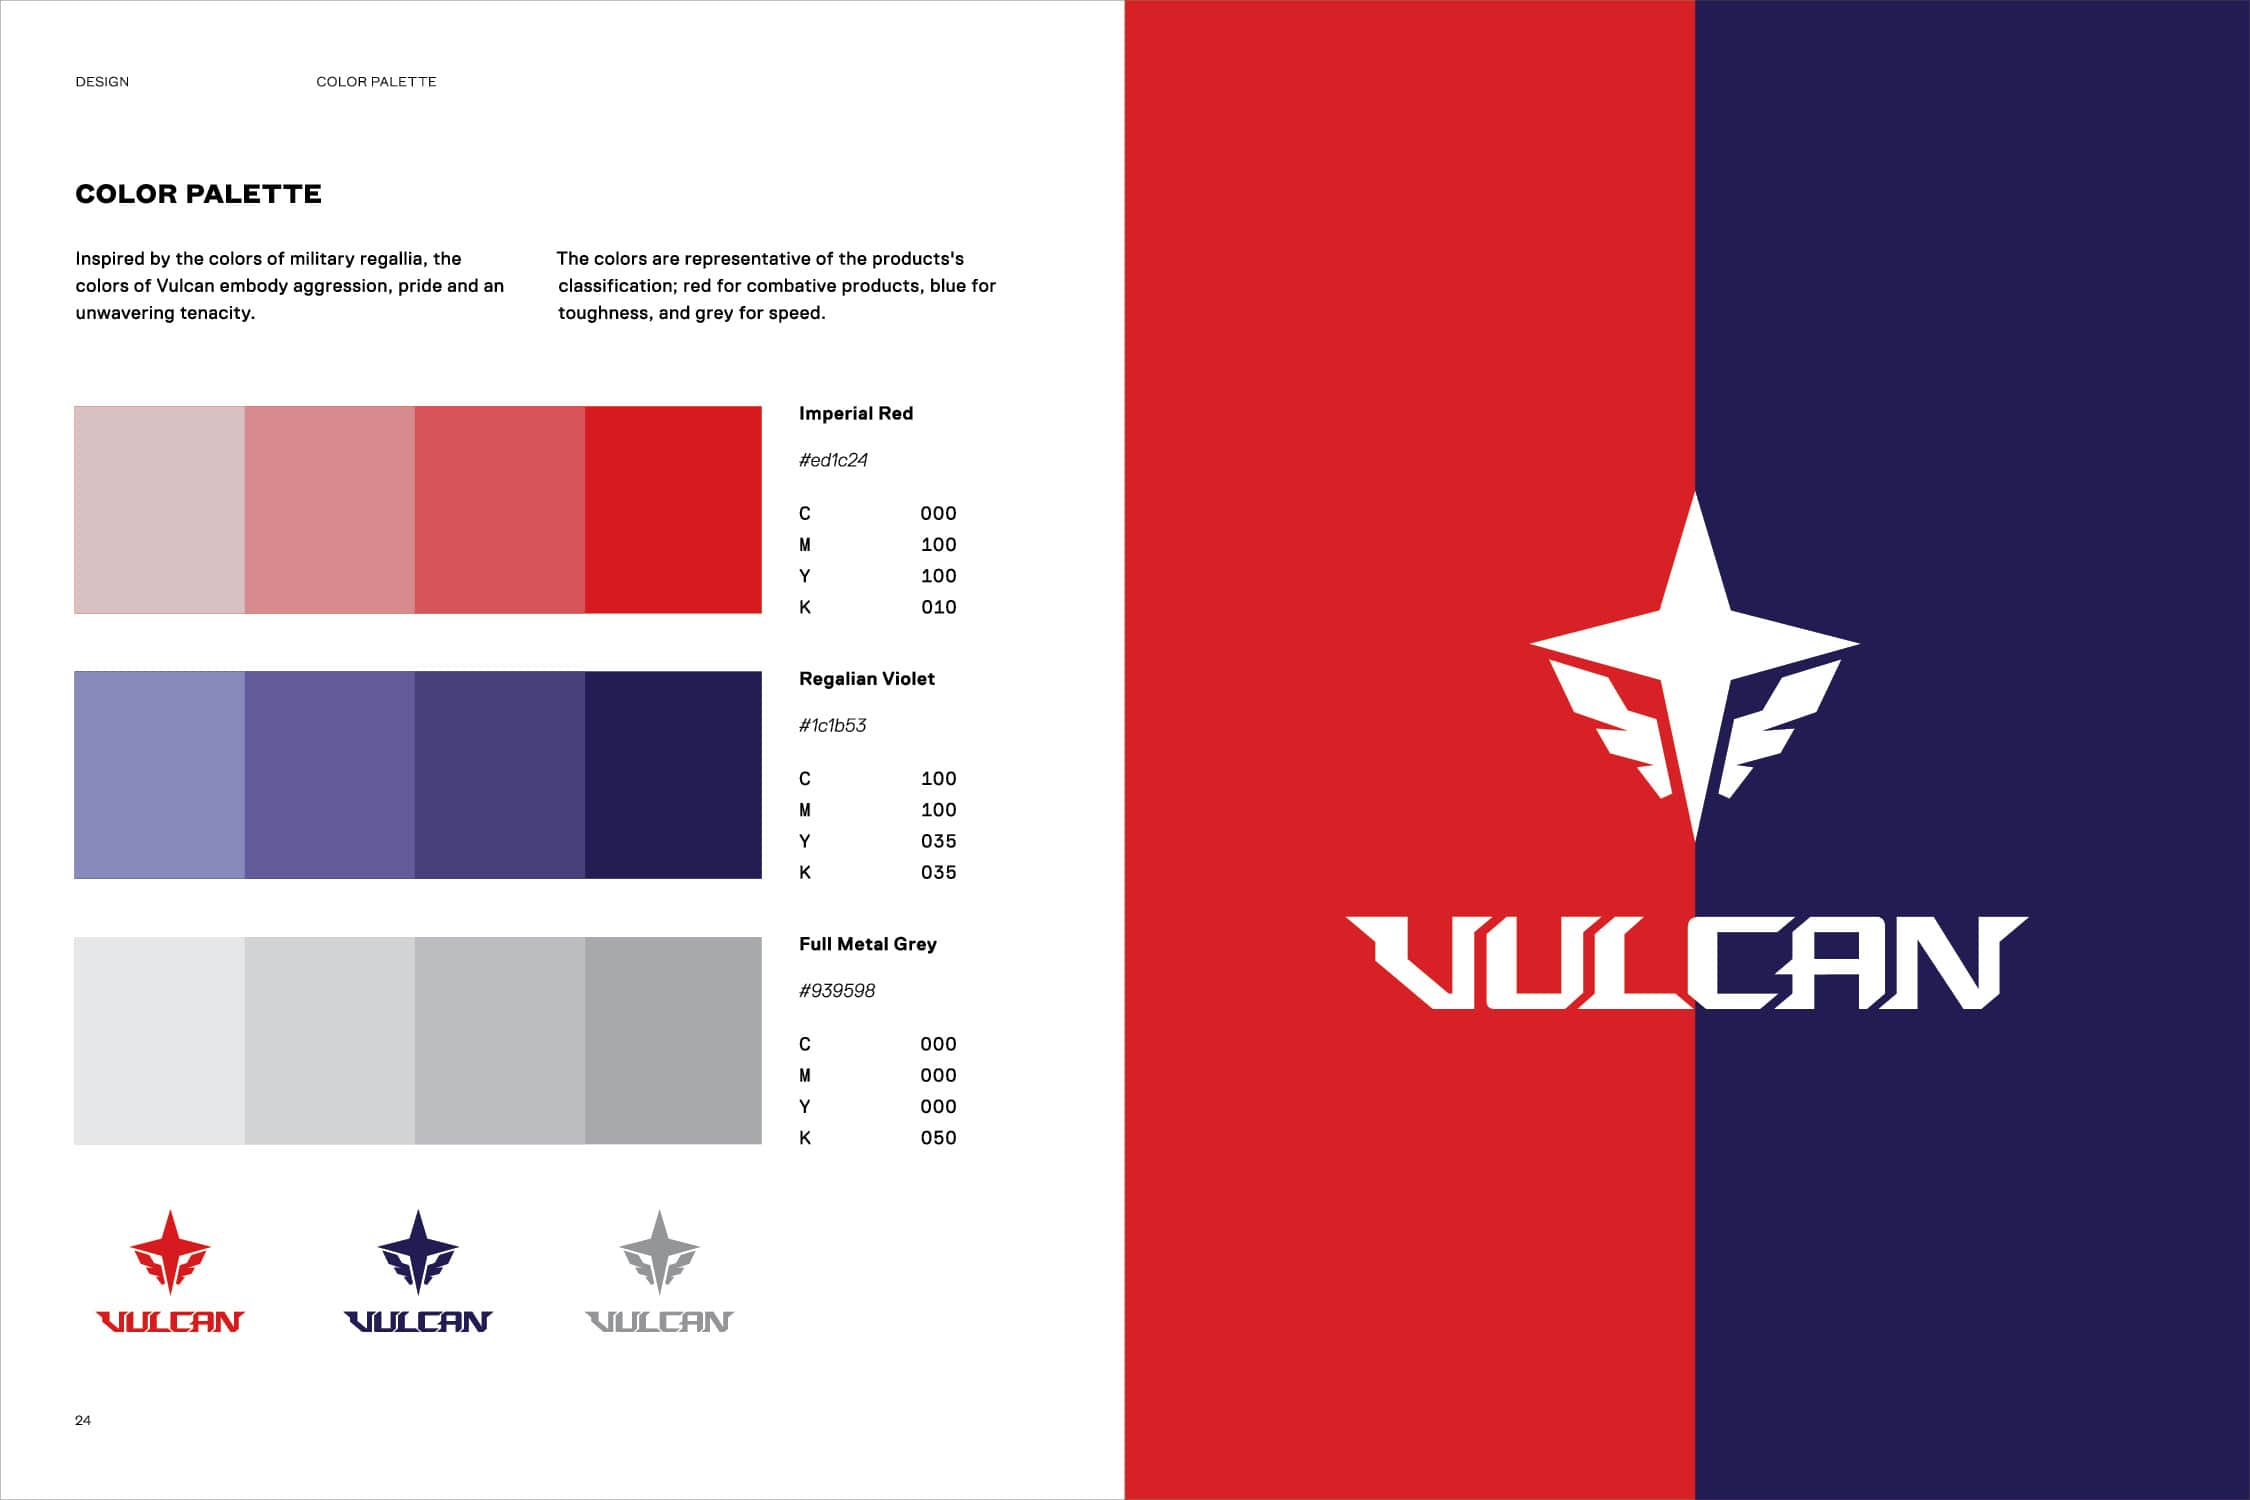 DESIGN
COLOR PALETTE
COLOR PALETTE
Inspired by the colors of military regallia, the
colors of Vulcan embody aggression, pride and an
unwavering tenacity.
The colors are representative of the products's
classification; red for combative products, blue for
toughness, and grey for speed.
Imperial Red
#ed1c24
C 000
M 100
Y 100
K 010
Regalian Violet
#1c1b53
C 100
M 100
Y 035
K 035
Full Metal Grey
#939598
C 000
M 000
Y 000
K 050
VULCAN
VULCAN
VULCAN
24
VULCAN